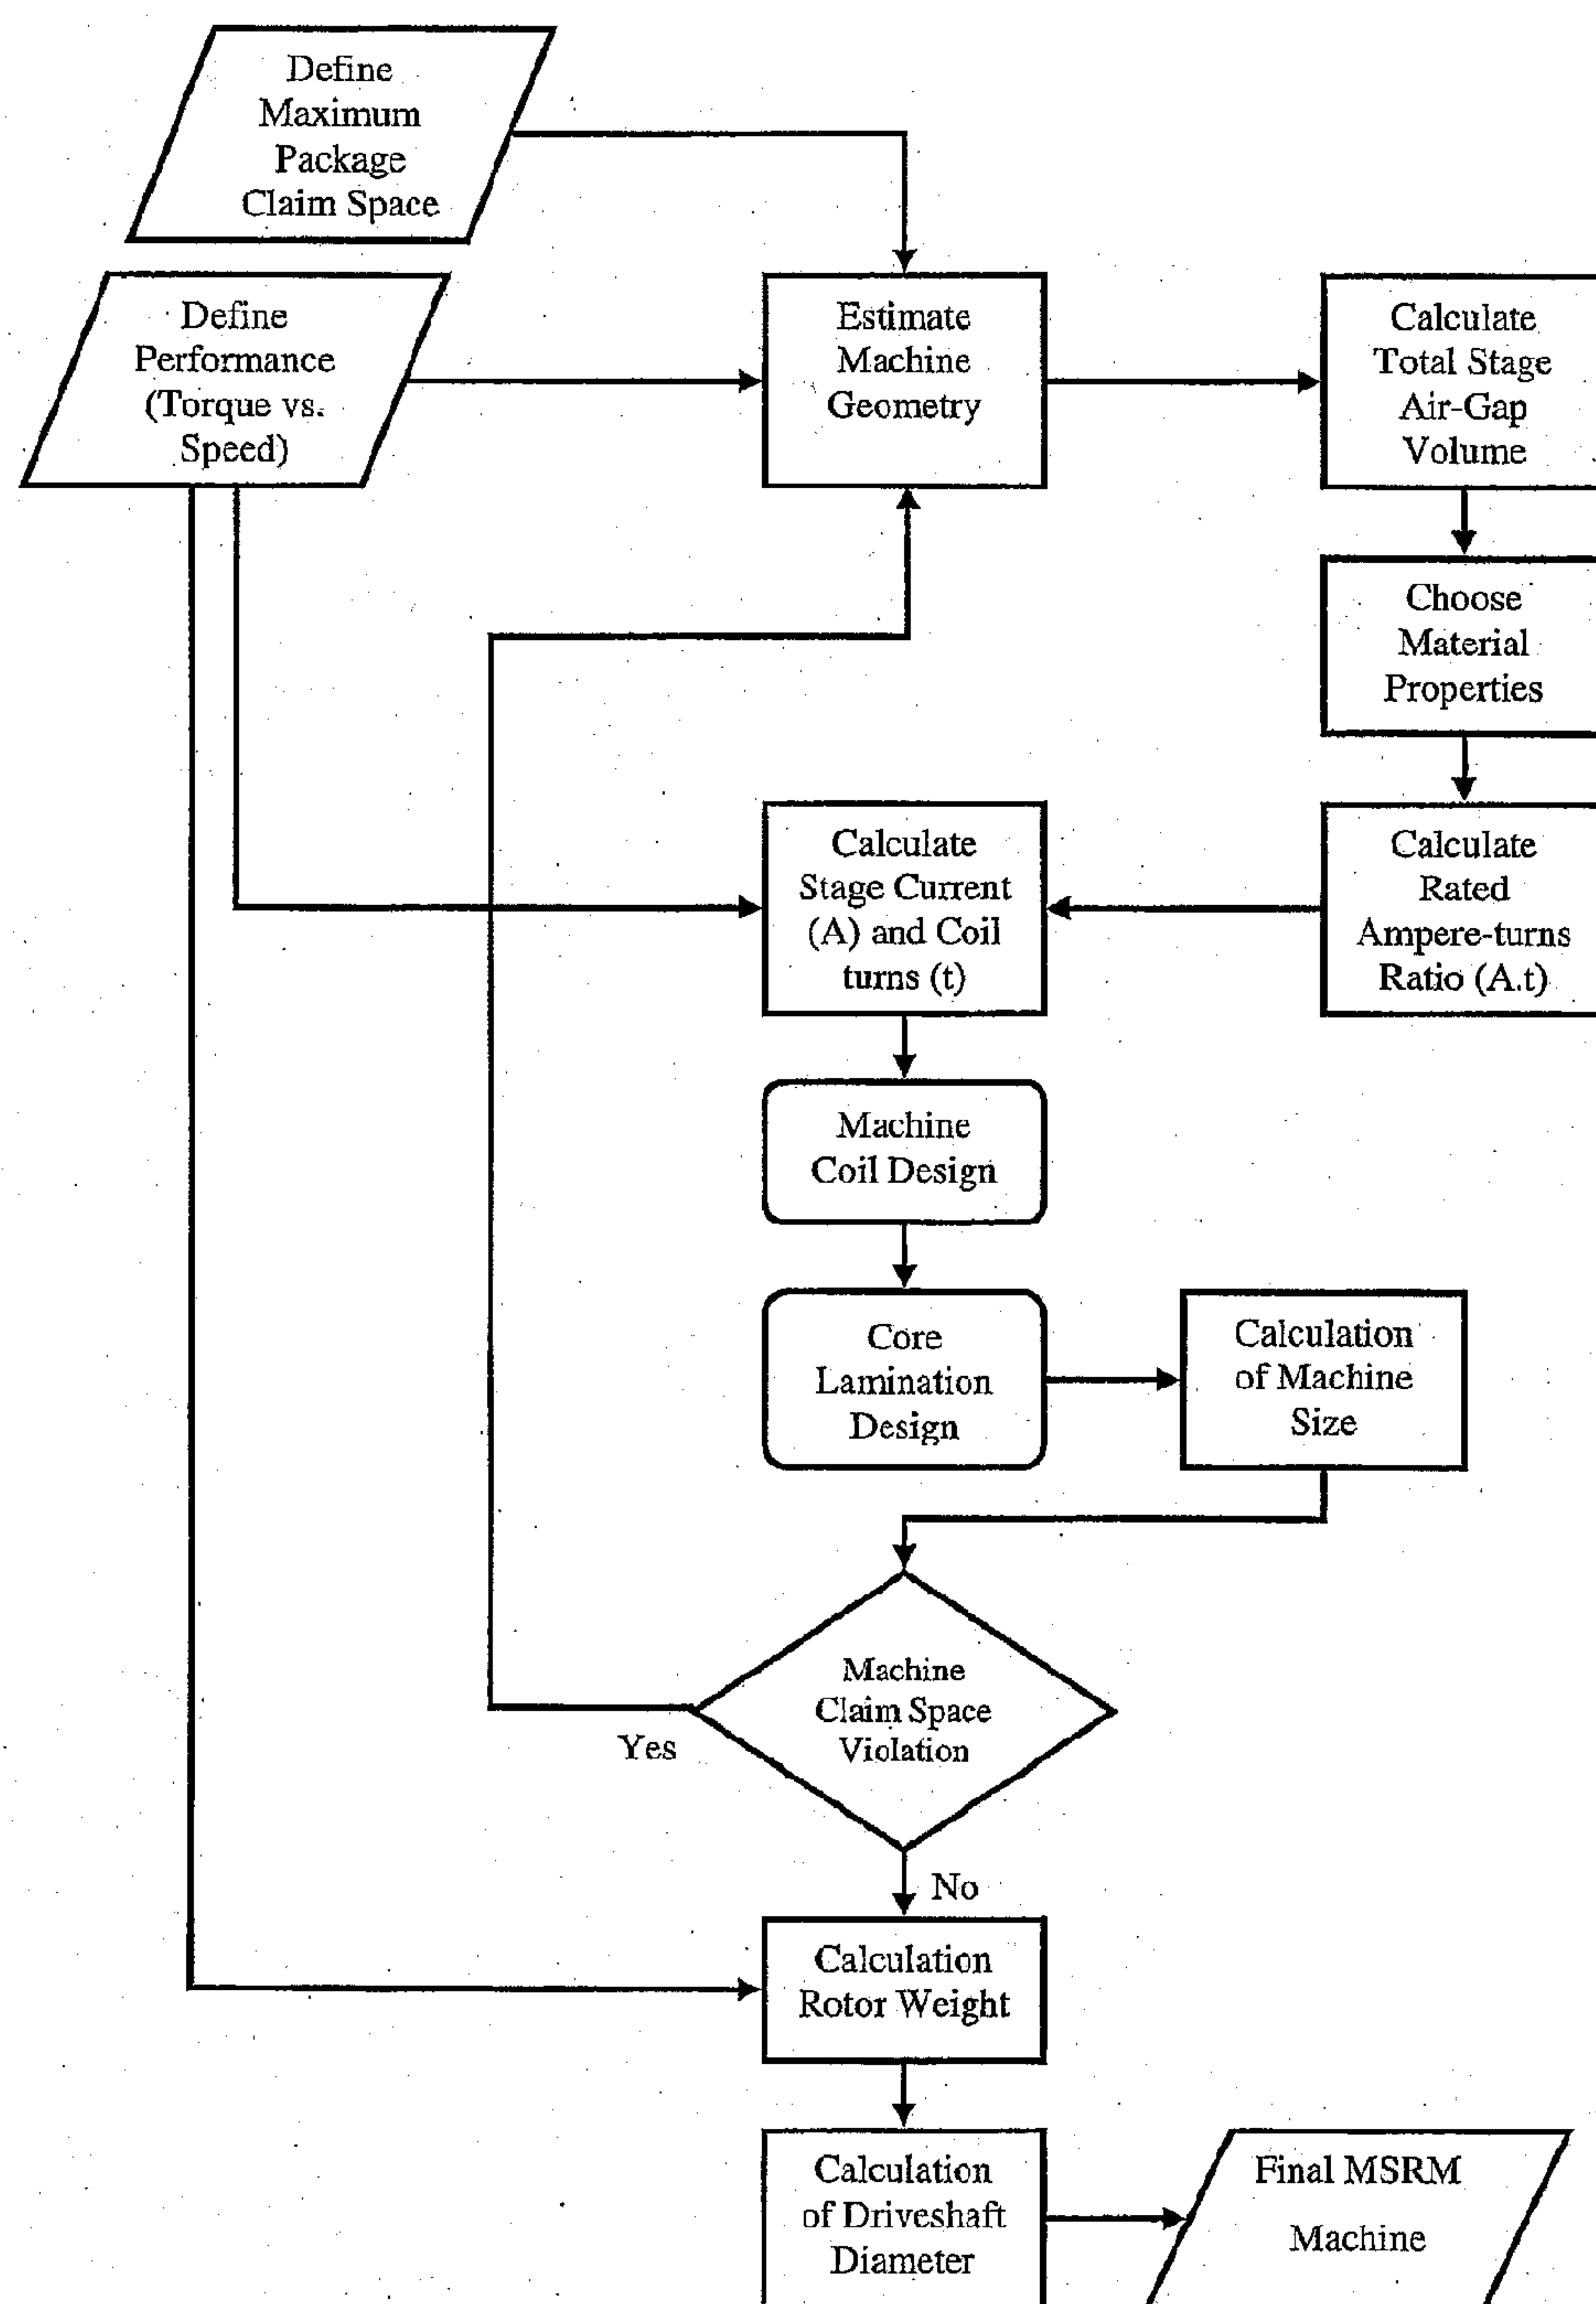 Define
Maximum
Package
Claim Space
Define
Performance
(Torque vs.
Speed)
Estimate
Machine
Geometry
Calculate
Total Stage
Air-Gap
Volume
Choose
Material
Properties
Calculate
Stage Current
(A) and Coil
turns (t)
Calculate
Rated
Ampere-turns
Ratio (A.t)
Machine
Coil Design
Core
Lamination
Design
Calculation
of Machine
Size
Machine
Claim Space
Violation
Yes
No
Calculation
Rotor Weight
Calculation
of Driveshaft
Diameter
Final MSRM
Machine